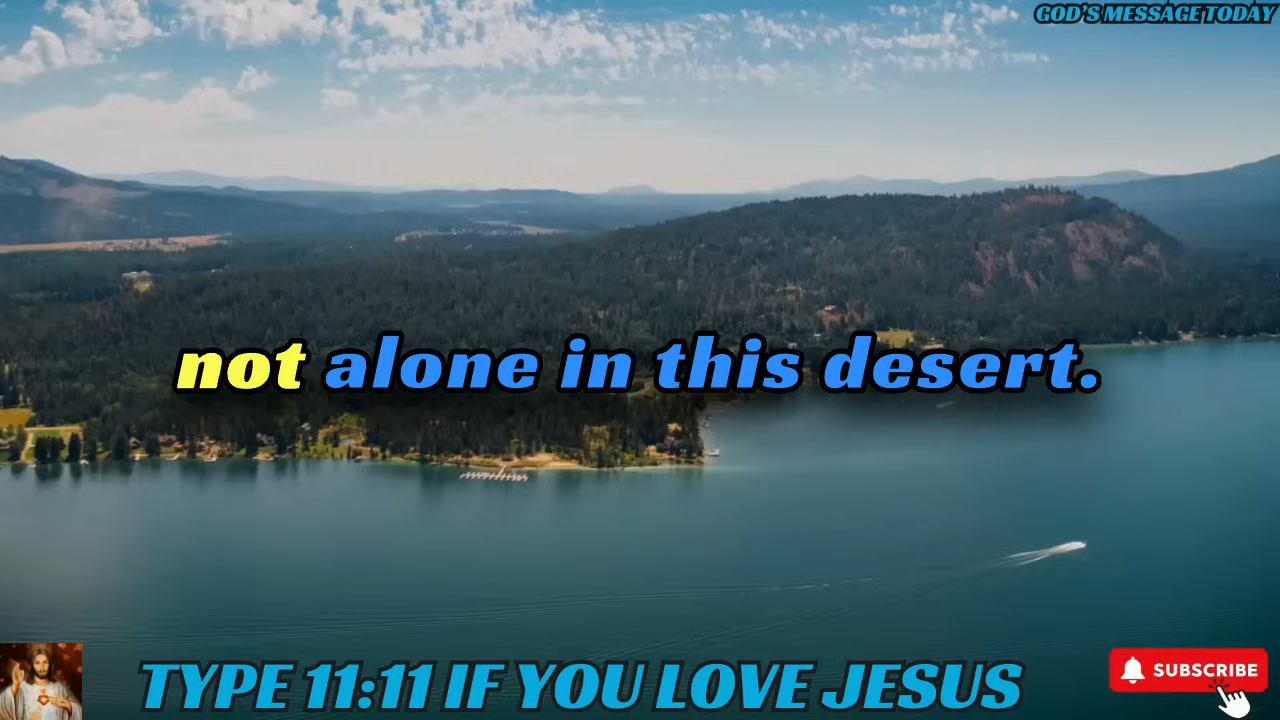 GOD'S MESSAGE TODAY
not alone in this desert.
TYPE 11:11 IF YOU LOVE JESUS
SUBSCRIBE